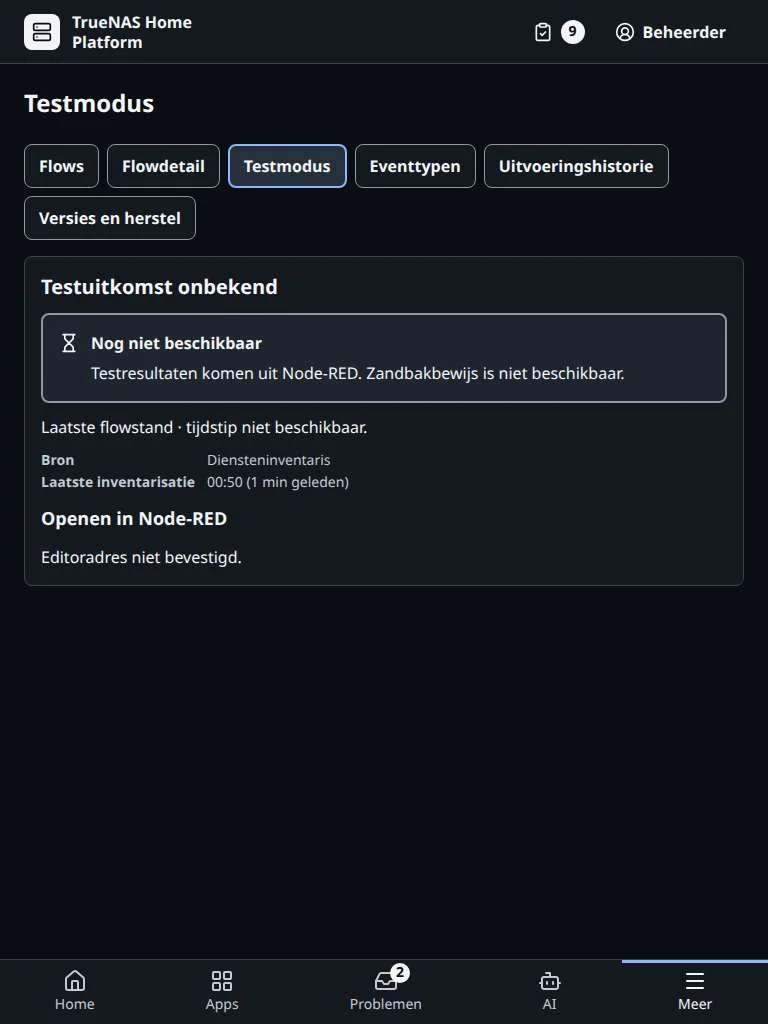 TrueNAS Home
Platform
9
Beheerder
Testmodus
Flows
Flowdetail
Testmodus
Eventtypen
Uitvoeringshistorie
Versies en herstel
Testuitkomst onbekend
Nog niet beschikbaar
Testresultaten komen uit Node-RED. Zandbakbewijs is niet beschikbaar.
Laatste flowstand · tijdstip niet beschikbaar.
Bron Diensteninventaris
Laatste inventarisatie 00:50 (1 min geleden)
Openen in Node-RED
Editoradres niet bevestigd.
Home
Apps
2
Problemen
AI
Meer